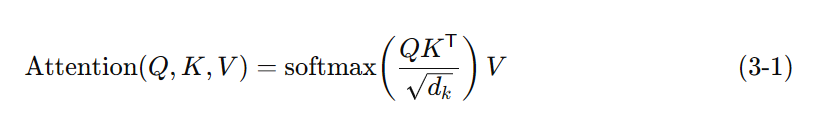 Attention(Q, K, V) = softmax(QK^T / √d_k) V (3-1)